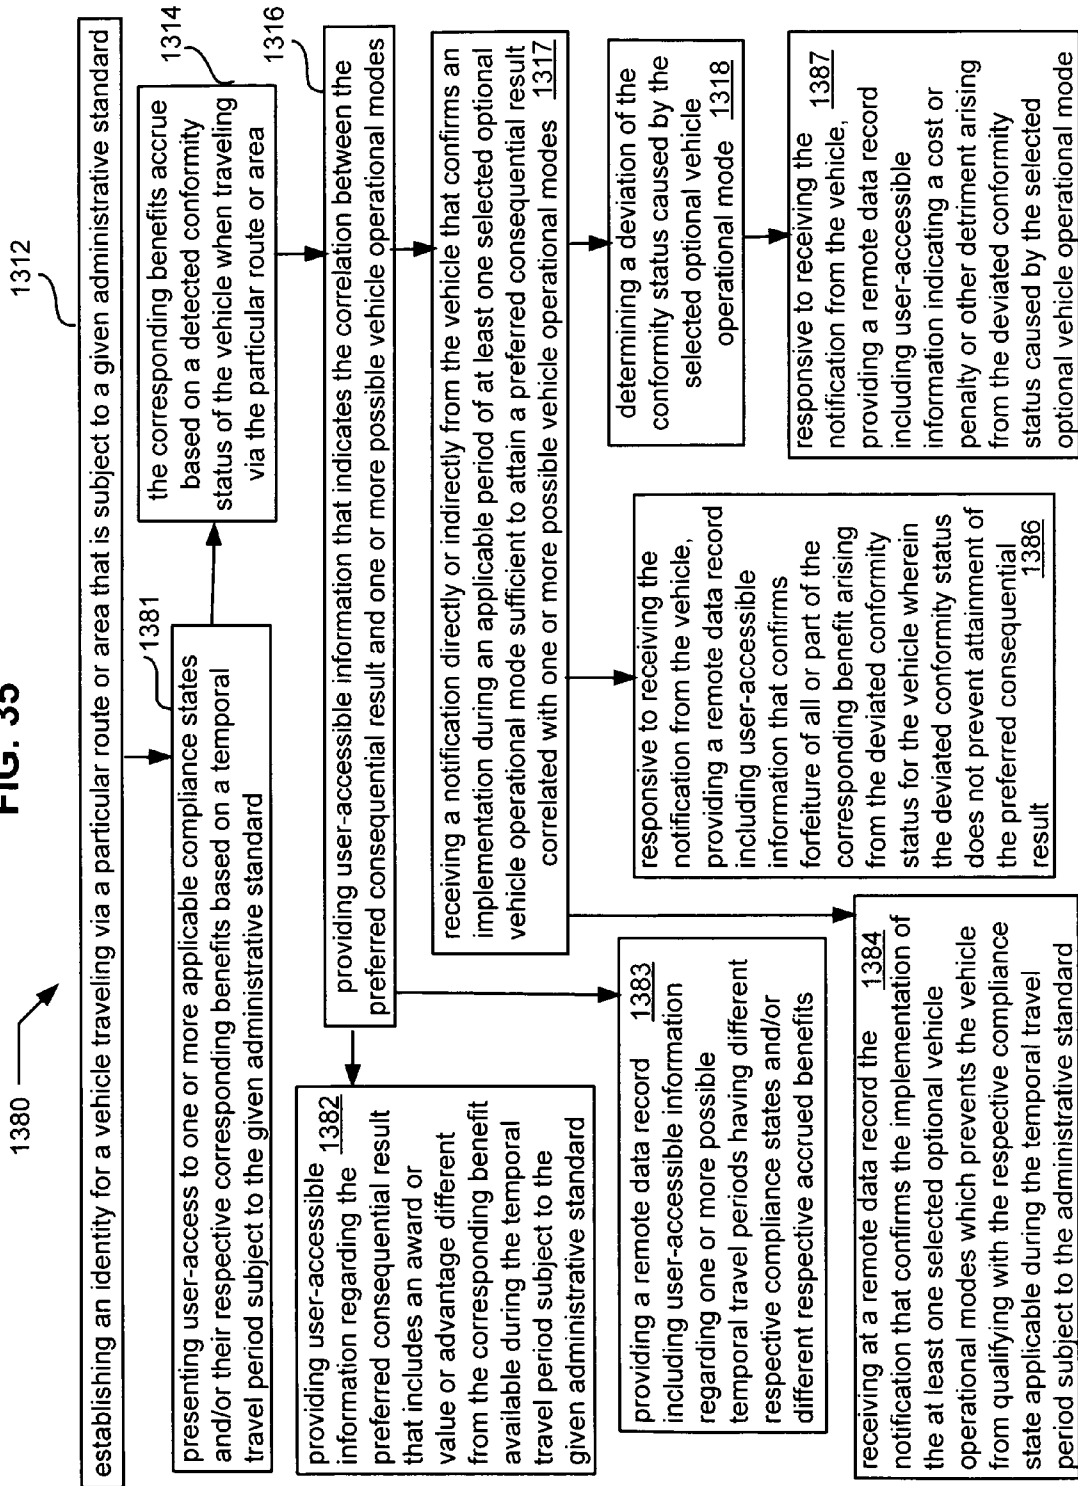 FIG. 35
1380
1312
establishing an identity for a vehicle traveling via a particular route or area that is subject to a given administrative standard
1381
presenting user-access to one or more applicable compliance states
and/or their respective corresponding benefits based on a temporal
travel period subject to the given administrative standard
1314
the corresponding benefits accrue
based on a detected conformity
status of the vehicle when traveling
via the particular route or area
1316
providing user-accessible information that indicates the correlation between the
preferred consequential result and one or more possible vehicle operational modes
receiving a notification directly or indirectly from the vehicle that confirms an
implementation during an applicable period of at least one selected optional
vehicle operational mode sufficient to attain a preferred consequential result
correlated with one or more possible vehicle operation modes 1317
determining a deviation of the
conformity status caused by the
selected optional vehicle
operational mode 1318
providing user-accessible 1382
information regarding the
preferred consequential result
that includes an award or
value or advantage different
from the corresponding benefit
available during the temporal
travel period subject to the
given administrative standard
providing a remote data record 1383
including user-accessible information
regarding one or more possible
temporal travel periods having different
respective compliance states and/or
different respective accrued benefits
receiving at a remote data record the 1384
notification that confirms the implementation of
the at least one selected optional vehicle
operational modes which prevents the vehicle
from qualifying with the respective compliance
state applicable during the temporal travel
period subject to the administrative standard
responsive to receiving the
notification from the vehicle,
providing a remote data record
including user-accessible
information that confirms
forfeiture of all or part of the
corresponding benefit arising
from the deviated conformity
status for the vehicle wherein
the deviated conformity status
does not prevent attainment of
the preferred consequential
result 1386
responsive to receiving the
notification from the vehicle, 1387
providing a remote data record
including user-accessible
information indicating a cost or
penalty or other detriment arising
from the deviated conformity
status caused by the selected
optional vehicle operational mode